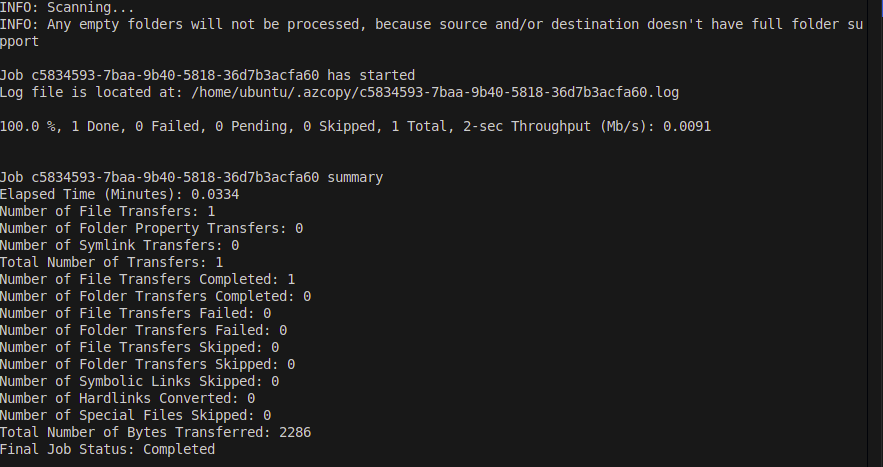 INFO: Scanning...
INFO: Any empty folders will not be processed, because source and/or destination doesn't have full folder su
pport
Job c5834593-7baa-9b40-5818-36d7b3acfa60 has started
Log file is located at: /home/ubuntu/.azcopy/c5834593-7baa-9b40-5818-36d7b3acfa60.log
100.0 %, 1 Done, 0 Failed, 0 Pending, 0 Skipped, 1 Total, 2-sec Throughput (Mb/s): 0.0091
Job c5834593-7baa-9b40-5818-36d7b3acfa60 summary
Elapsed Time (Minutes): 0.0334
Number of File Transfers: 1
Number of Folder Property Transfers: 0
Number of Symlink Transfers: 0
Total Number of Transfers: 1
Number of File Transfers Completed: 1
Number of Folder Transfers Completed: 0
Number of File Transfers Failed: 0
Number of Folder Transfers Failed: 0
Number of File Transfers Skipped: 0
Number of Folder Transfers Skipped: 0
Number of Symbolic Links Skipped: 0
Number of Hardlinks Converted: 0
Number of Special Files Skipped: 0
Total Number of Bytes Transferred: 2286
Final Job Status: Completed